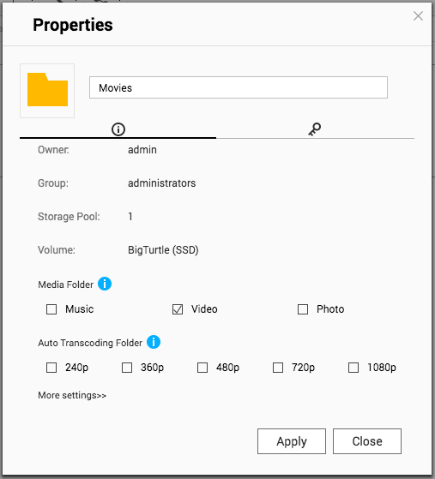 Properties
Movies
Owner: admin
Group: administrators
Storage Pool: 1
Volume: BigTurtle (SSD)
Media Folder
Music Video Photo
Auto Transcoding Folder
240p 360p 480p 720p 1080p
More settings>>
Apply Close